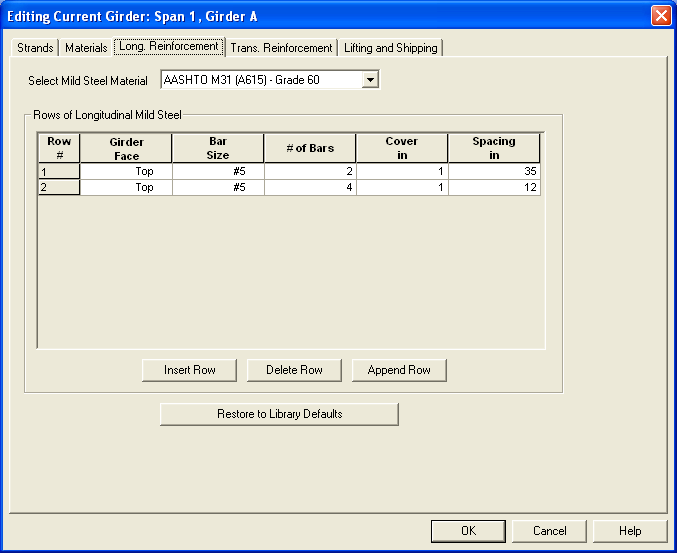 Editing Current Girder: Span 1, Girder A
Strands Materials Long. Reinforcement Trans. Reinforcement Lifting and Shipping
Select Mild Steel Material AASHTO M31 (A615) - Grade 60
Rows of Longitudinal Mild Steel
Row # Girder Face Bar Size # of Bars Cover in Spacing in
1 Top #5 2 1 35
2 Top #5 4 1 12
Insert Row Delete Row Append Row
Restore to Library Defaults
OK Cancel Help